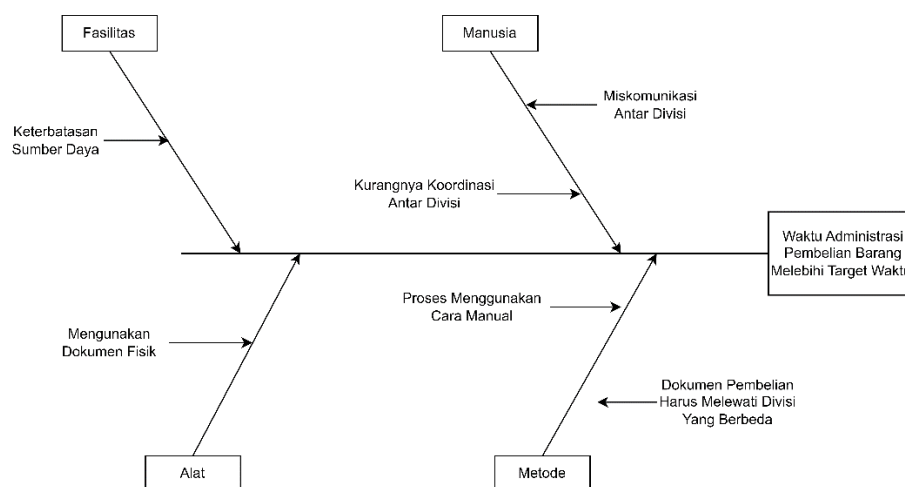 Fasilitas
Manusia
Miskomunikasi
Antar Divisi
Keterbatasan
Sumber Daya
Kurangnya Koordinasi
Antar Divisi
Waktu Administrasi
Pembelian Barang
Melebihi Target Waktu
Proses Menggunakan
Cara Manual
Mengunakan
Dokumen Fisik
Dokumen Pembelian
Harus Melewati Divisi
Yang Berbeda
Alat
Metode